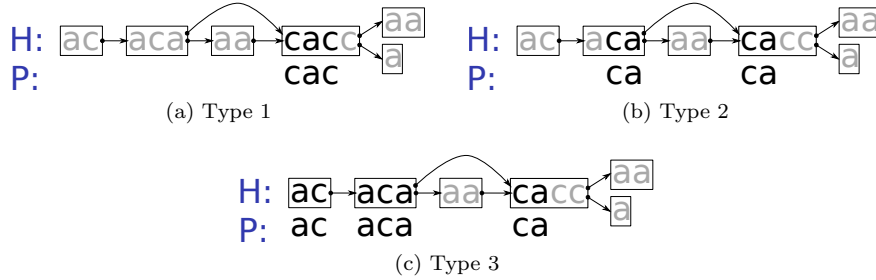 H: ac aca aa cacc aa a
P: cac
(a) Type 1
H: ac aca aa cacc aa a
P: ca ca
(b) Type 2
H: ac aca aa cacc aa a
P: ac aca ca
(c) Type 3